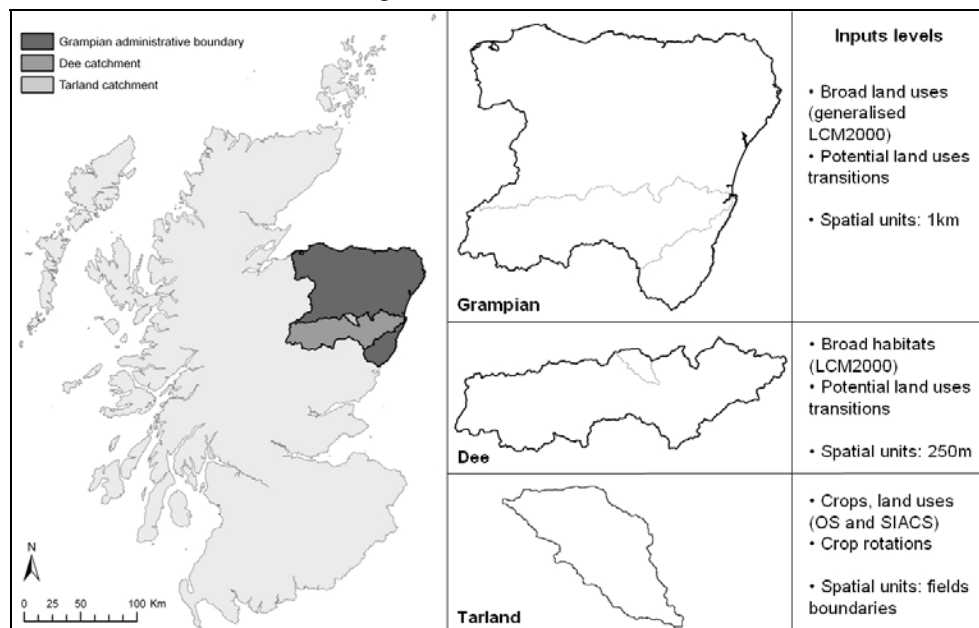 Grampian administrative boundary
Dee catchment
Tarland catchment
N
0 25 50 100 Km
Grampian
Inputs levels
• Broad land uses
(generalised
LCM2000)
• Potential land uses
transitions
• Spatial units: 1km
Dee
• Broad habitats
(LCM2000)
• Potential land uses
transitions
• Spatial units: 250m
Tarland
• Crops, land uses
(OS and SIACS)
• Crop rotations
• Spatial units: fields
boundaries